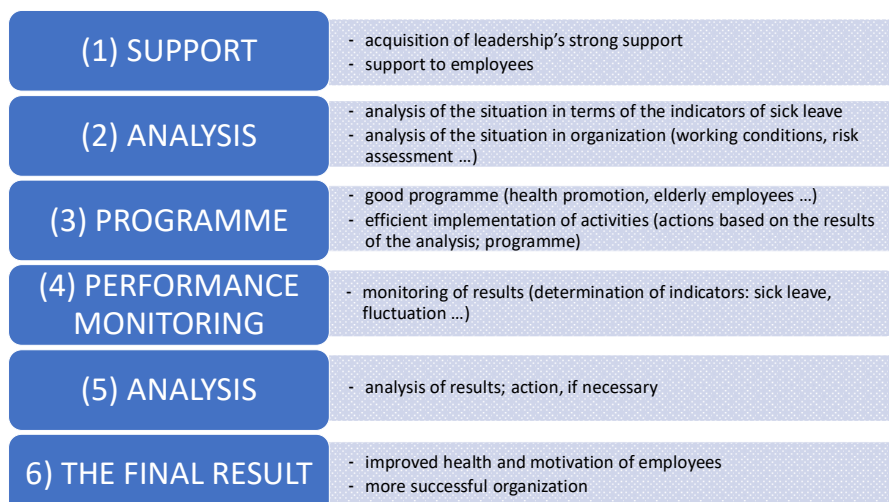 (1) SUPPORT
- acquisition of leadership's strong support
- support to employees
(2) ANALYSIS
- analysis of the situation in terms of the indicators of sick leave
- analysis of the situation in organization (working conditions, risk
assessment ...)
(3) PROGRAMME
- good programme (health promotion, elderly employees ...)
- efficient implementation of activities (actions based on the results
of the analysis; programme)
(4) PERFORMANCE
MONITORING
- monitoring of results (determination of indicators: sick leave,
fluctuation ...)
(5) ANALYSIS
- analysis of results; action, if necessary
6) THE FINAL RESULT
- improved health and motivation of employees
- more successful organization